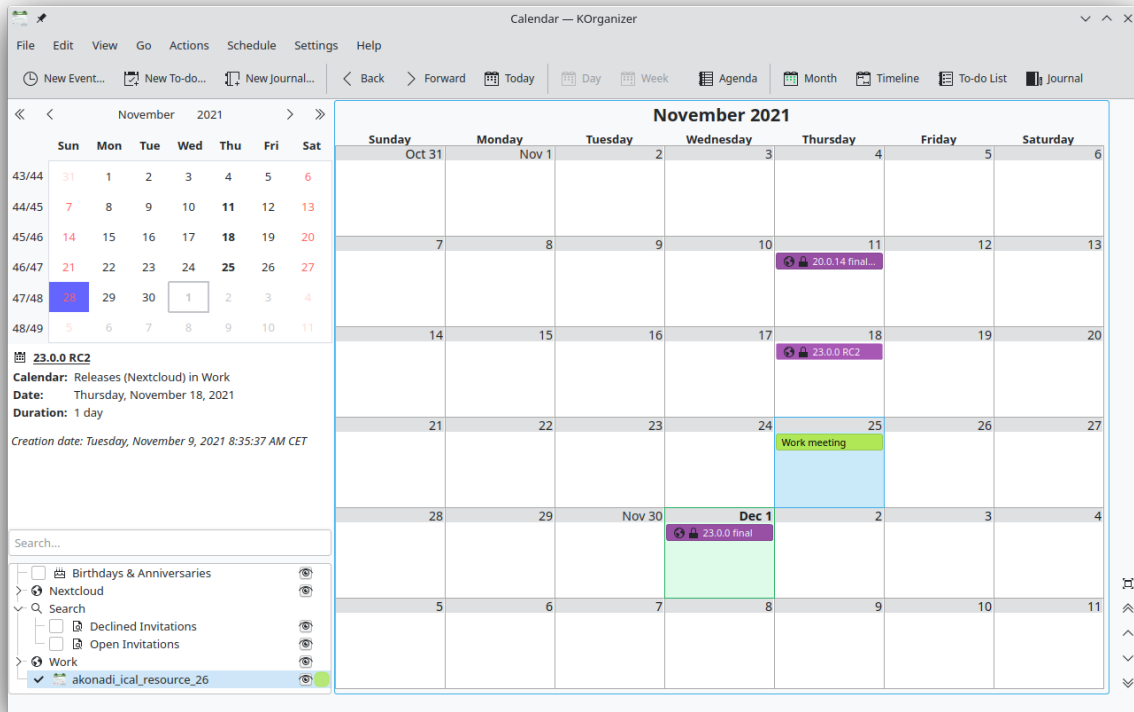 Calendar — KOrganizer
File Edit View Go Actions Schedule Settings Help
New Event... New To-do... New Journal... Back Forward Today Day Week Agenda Month Timeline To-do List Journal
November 2021
Sun Mon Tue Wed Thu Fri Sat
43/44 31 1 2 3 4 5 6
44/45 7 8 9 10 11 12 13
45/46 14 15 16 17 18 19 20
46/47 21 22 23 24 25 26 27
47/48 28 29 30 1 2 3 4
48/49 5 6 7 8 9 10 11
23.0.0 RC2
Calendar: Releases (Nextcloud) in Work
Date: Thursday, November 18, 2021
Duration: 1 day
Creation date: Tuesday, November 9, 2021 8:35:37 AM CET
Search...
Birthdays & Anniversaries
Nextcloud
Search
Declined Invitations
Open Invitations
Work
akonadi_ical_resource_26
November 2021
Sunday Monday Tuesday Wednesday Thursday Friday Saturday
Oct 31 Nov 1 2 3 4 5 6
7 8 9 10 11 12 13
20.0.14 final...
14 15 16 17 18 19 20
23.0.0 RC2
21 22 23 24 25 26 27
Work meeting
28 29 Nov 30 Dec 1 2 3 4
23.0.0 final
5 6 7 8 9 10 11